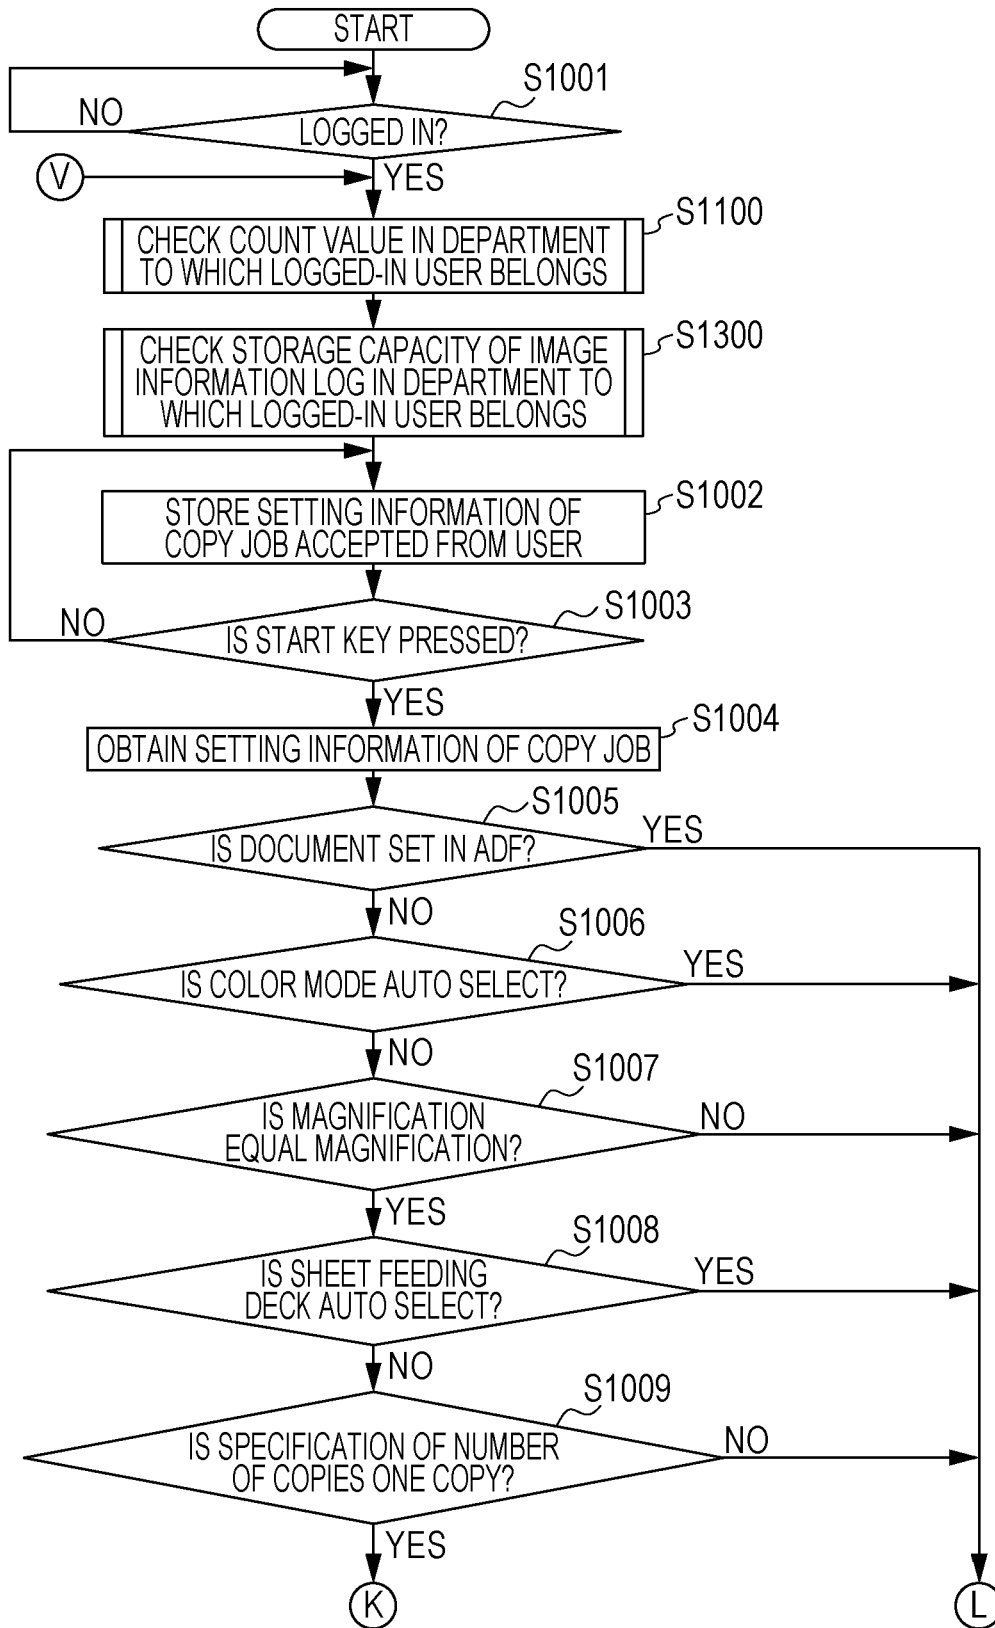 START
S1001
NO
LOGGED IN?
V
YES
S1100
CHECK COUNT VALUE IN DEPARTMENT
TO WHICH LOGGED-IN USER BELONGS
S1300
CHECK STORAGE CAPACITY OF IMAGE
INFORMATION LOG IN DEPARTMENT TO
WHICH LOGGED-IN USER BELONGS
S1002
STORE SETTING INFORMATION OF
COPY JOB ACCEPTED FROM USER
S1003
NO
IS START KEY PRESSED?
YES
S1004
OBTAIN SETTING INFORMATION OF COPY JOB
S1005
YES
IS DOCUMENT SET IN ADF?
NO
S1006
YES
IS COLOR MODE AUTO SELECT?
NO
S1007
IS MAGNIFICATION
EQUAL MAGNIFICATION?
NO
YES
S1008
IS SHEET FEEDING
DECK AUTO SELECT?
YES
NO
S1009
IS SPECIFICATION OF NUMBER
OF COPIES ONE COPY?
NO
YES
K
L